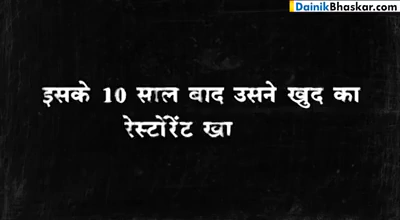 DainikBhaskar.com
इसके 10 साल बाद उसने खुद का
रेस्टोरेंट खा